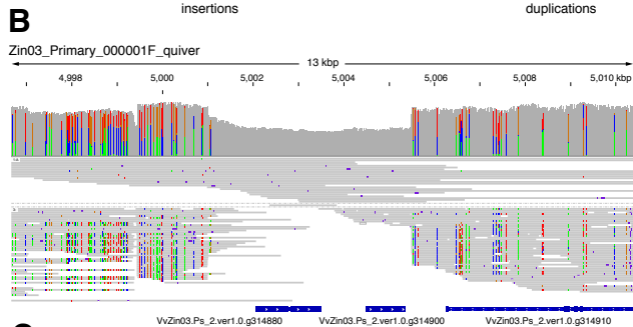 insertions
duplications
B
Zin03_Primary_000001F_quiver
13 kbp
4,998 5,000 5,002 5,004 5,006 5,008 5,010 kbp
VvZin03.Ps_2.ver1.0.g314880 VvZin03.Ps_2.ver1.0.g314900 VvZin03.Ps_2.ver1.0.g314910